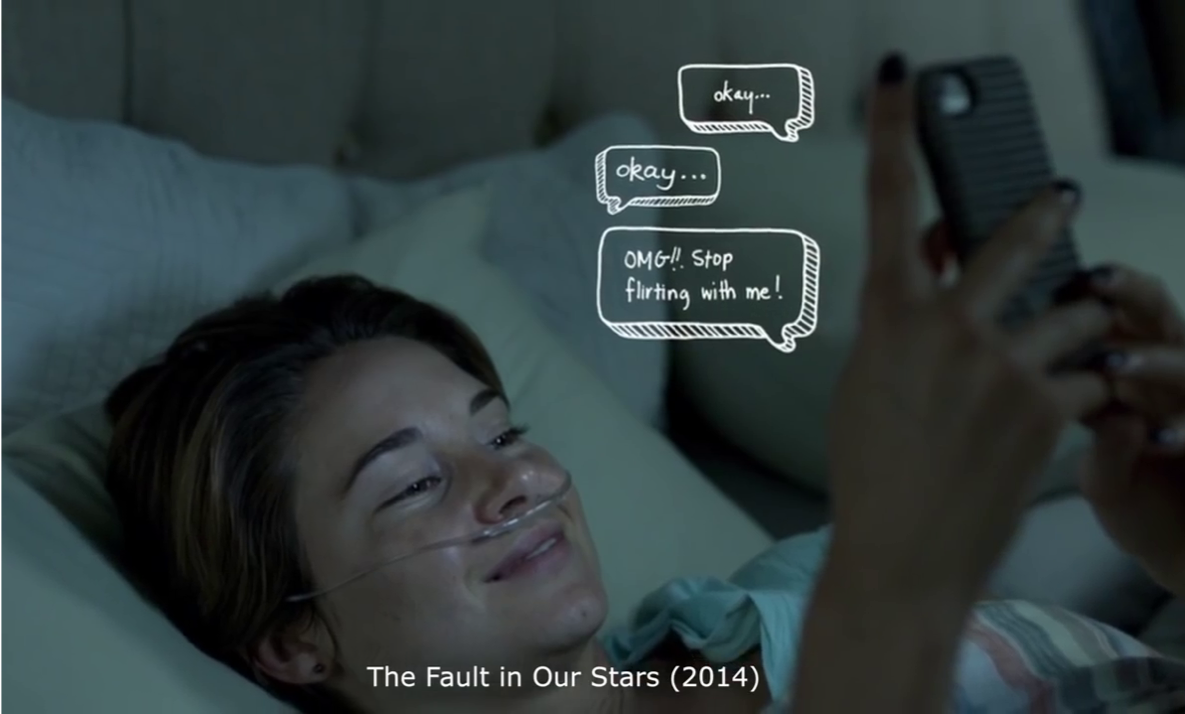 okay...
okay...
OMG!! Stop
flirting with me!
The Fault in Our Stars (2014)